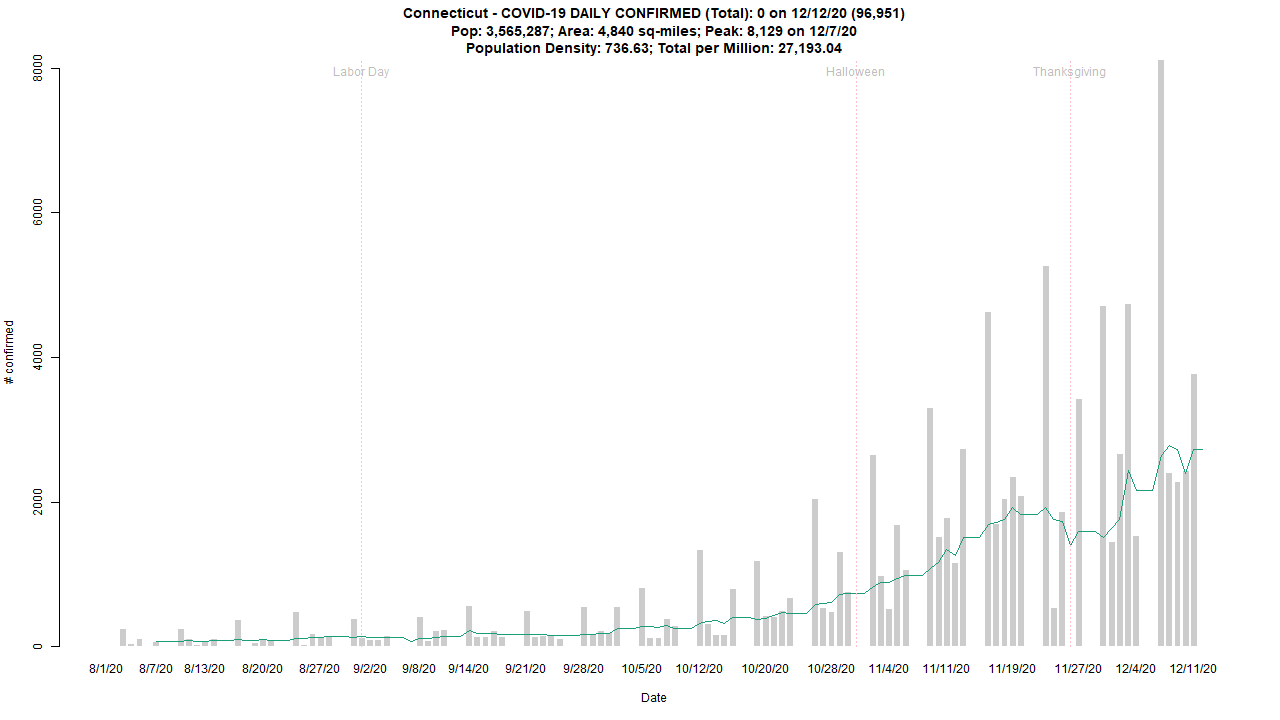 Connecticut - COVID-19 DAILY CONFIRMED (Total): 0 on 12/12/20 (96,951)
Pop: 3,565,287; Area: 4,840 sq-miles; Peak: 8,129 on 12/7/20
Population Density: 736.63; Total per Million: 27,193.04
Labor Day Halloween Thanksgiving
8000
6000
4000
2000
0
# confirmed
8/1/20 8/7/20 8/13/20 8/20/20 8/27/20 9/2/20 9/8/20 9/14/20 9/21/20 9/28/20 10/5/20 10/12/20 10/20/20 10/28/20 11/4/20 11/11/20 11/19/20 11/27/20 12/4/20 12/11/20
Date